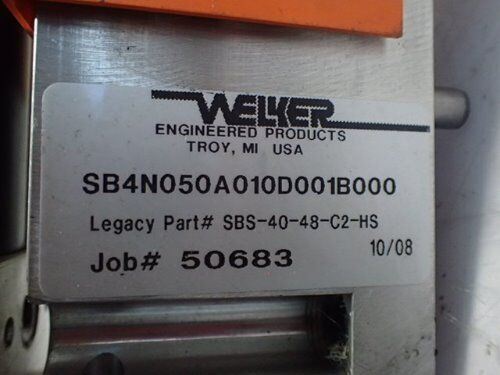 WELKER
ENGINEERED PRODUCTS
TROY, MI USA
SB4N050A010D001B000
Legacy Part# SBS-40-48-C2-HS
10/08
Job# 50683